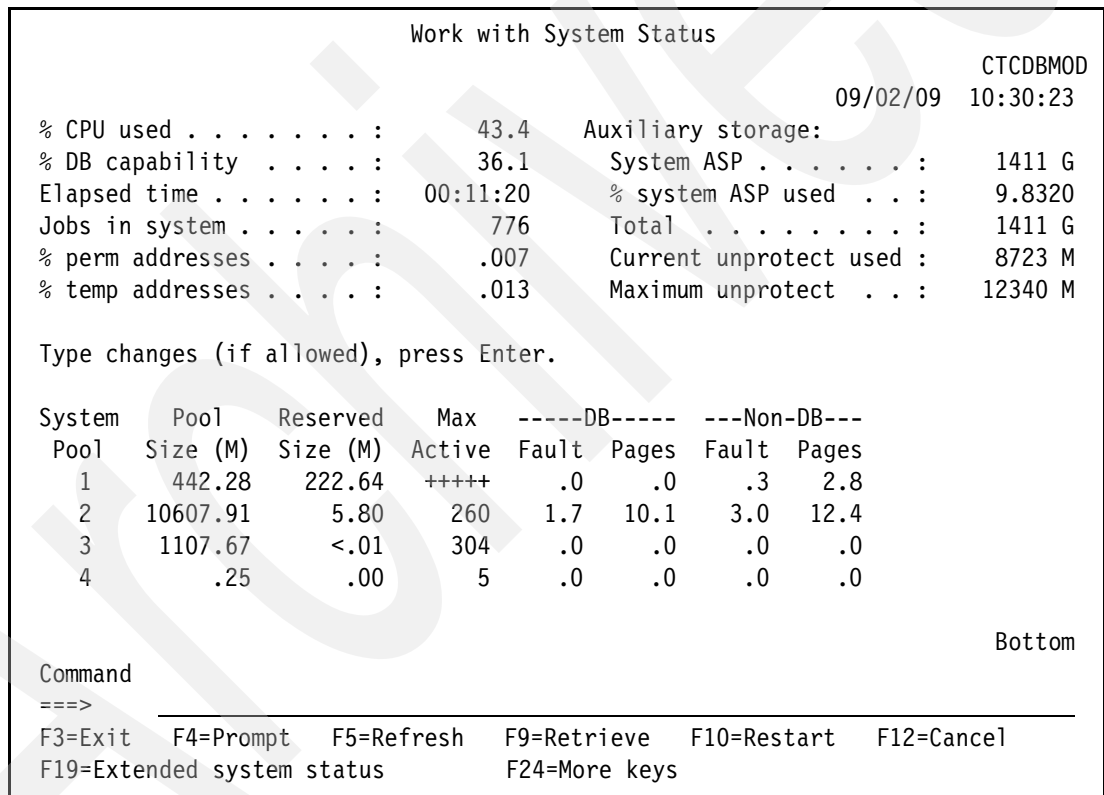 Work with System Status
CTCDBMOD
09/02/09 10:30:23
% CPU used . . . . . . . : 43.4 Auxiliary storage:
% DB capability . . . . : 36.1 System ASP . . . . . . : 1411 G
Elapsed time . . . . . . : 00:11:20 % system ASP used . . : 9.8320
Jobs in system . . . . . : 776 Total . . . . . . . . : 1411 G
% perm addresses . . . . : .007 Current unprotect used : 8723 M
% temp addresses . . . . : .013 Maximum unprotect . . : 12340 M
Type changes (if allowed), press Enter.
System Pool Reserved Max -----DB----- ---Non-DB---
Pool Size (M) Size (M) Active Fault Pages Fault Pages
1 442.28 222.64 +++++ .0 .0 .3 2.8
2 10607.91 5.80 260 1.7 10.1 3.0 12.4
3 1107.67 <.01 304 .0 .0 .0 .0
4 .25 .00 5 .0 .0 .0 .0
Bottom
Command
===>
F3=Exit F4=Prompt F5=Refresh F9=Retrieve F10=Restart F12=Cancel
F19=Extended system status F24=More keys